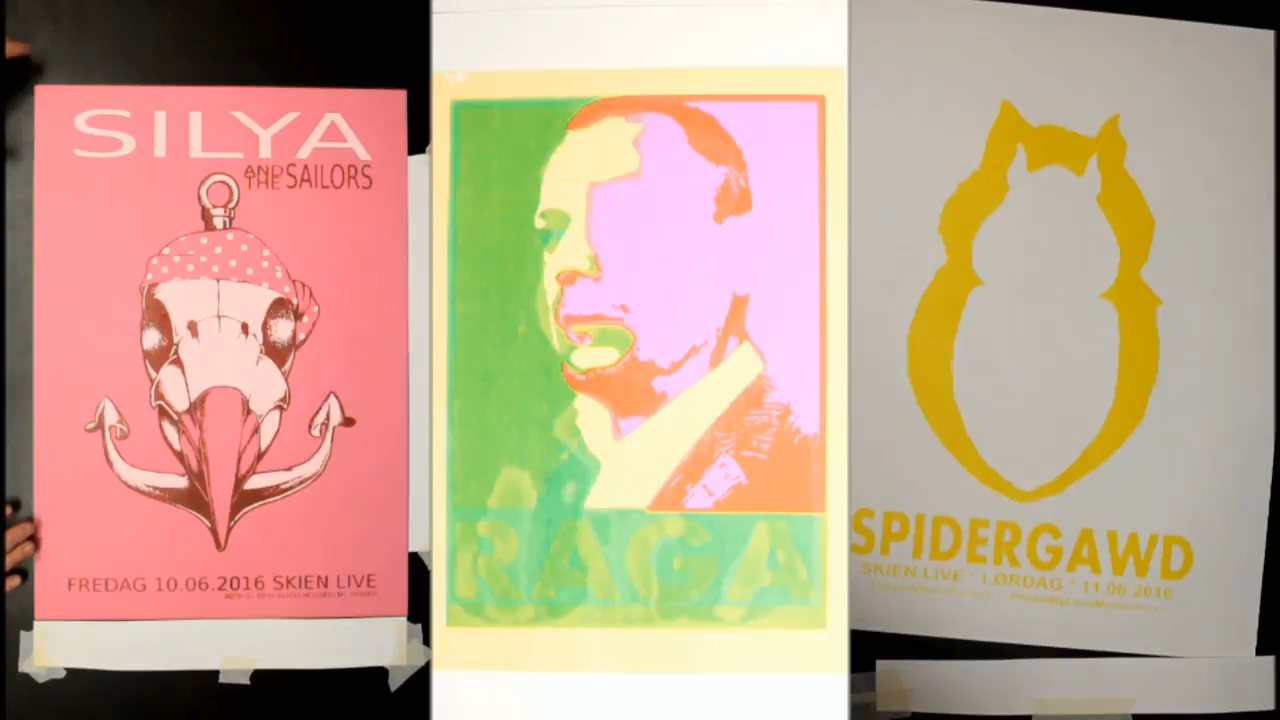 SILYA
AND
THE SAILORS
FREDAG 10.06.2016 SKIEN LIVE
RAGA
SPIDERGAWD
SKIEN LIVE * LØRDAG * 11.06.2016